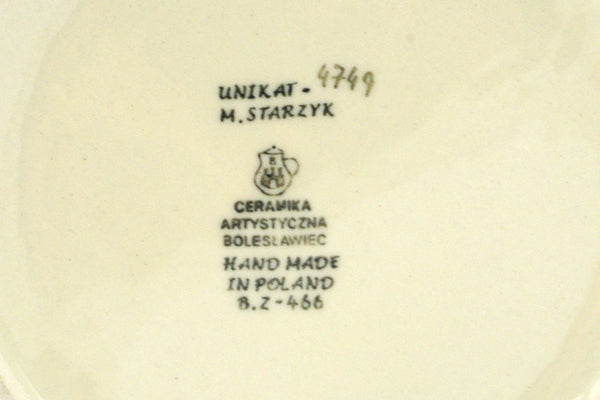 UNIKAT - 4749
M. STARZYK
B
CERAMIKA
ARTYSTYCZNA
BOLESŁAWIEC
HAND MADE
IN POLAND
B.Z-466